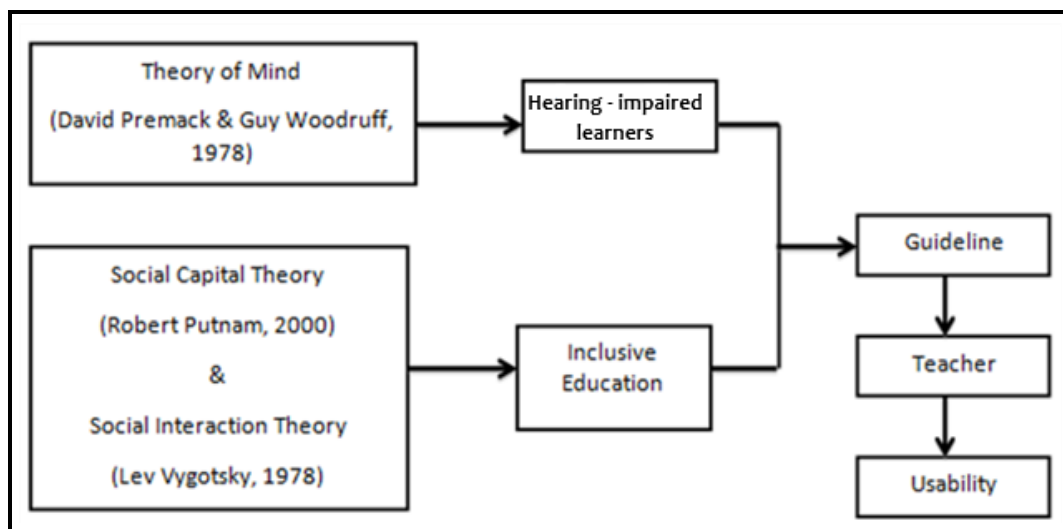 Theory of Mind
(David Premack & Guy Woodruff,
1978)
Hearing - impaired
learners
Social Capital Theory
(Robert Putnam, 2000)
&
Social Interaction Theory
(Lev Vygotsky, 1978)
Inclusive
Education
Guideline
Teacher
Usability